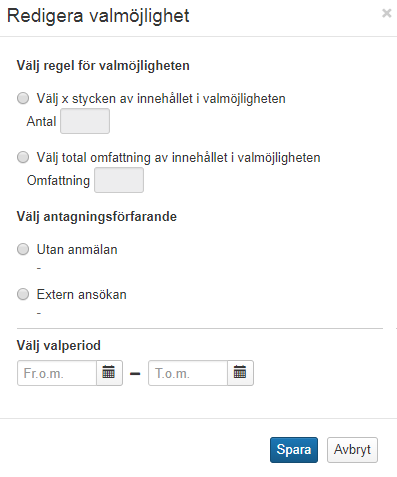 Redigera valmöjlighet ×
Välj regel för valmöjligheten
Välj x stycken av innehållet i valmöjligheten
Antal
Välj total omfattning av innehållet i valmöjligheten
Omfattning
Välj antagningsförfarande
Utan anmälan
-
Extern ansökan
-
Välj valperiod
Fr.o.m. – T.o.m.
Spara Avbryt